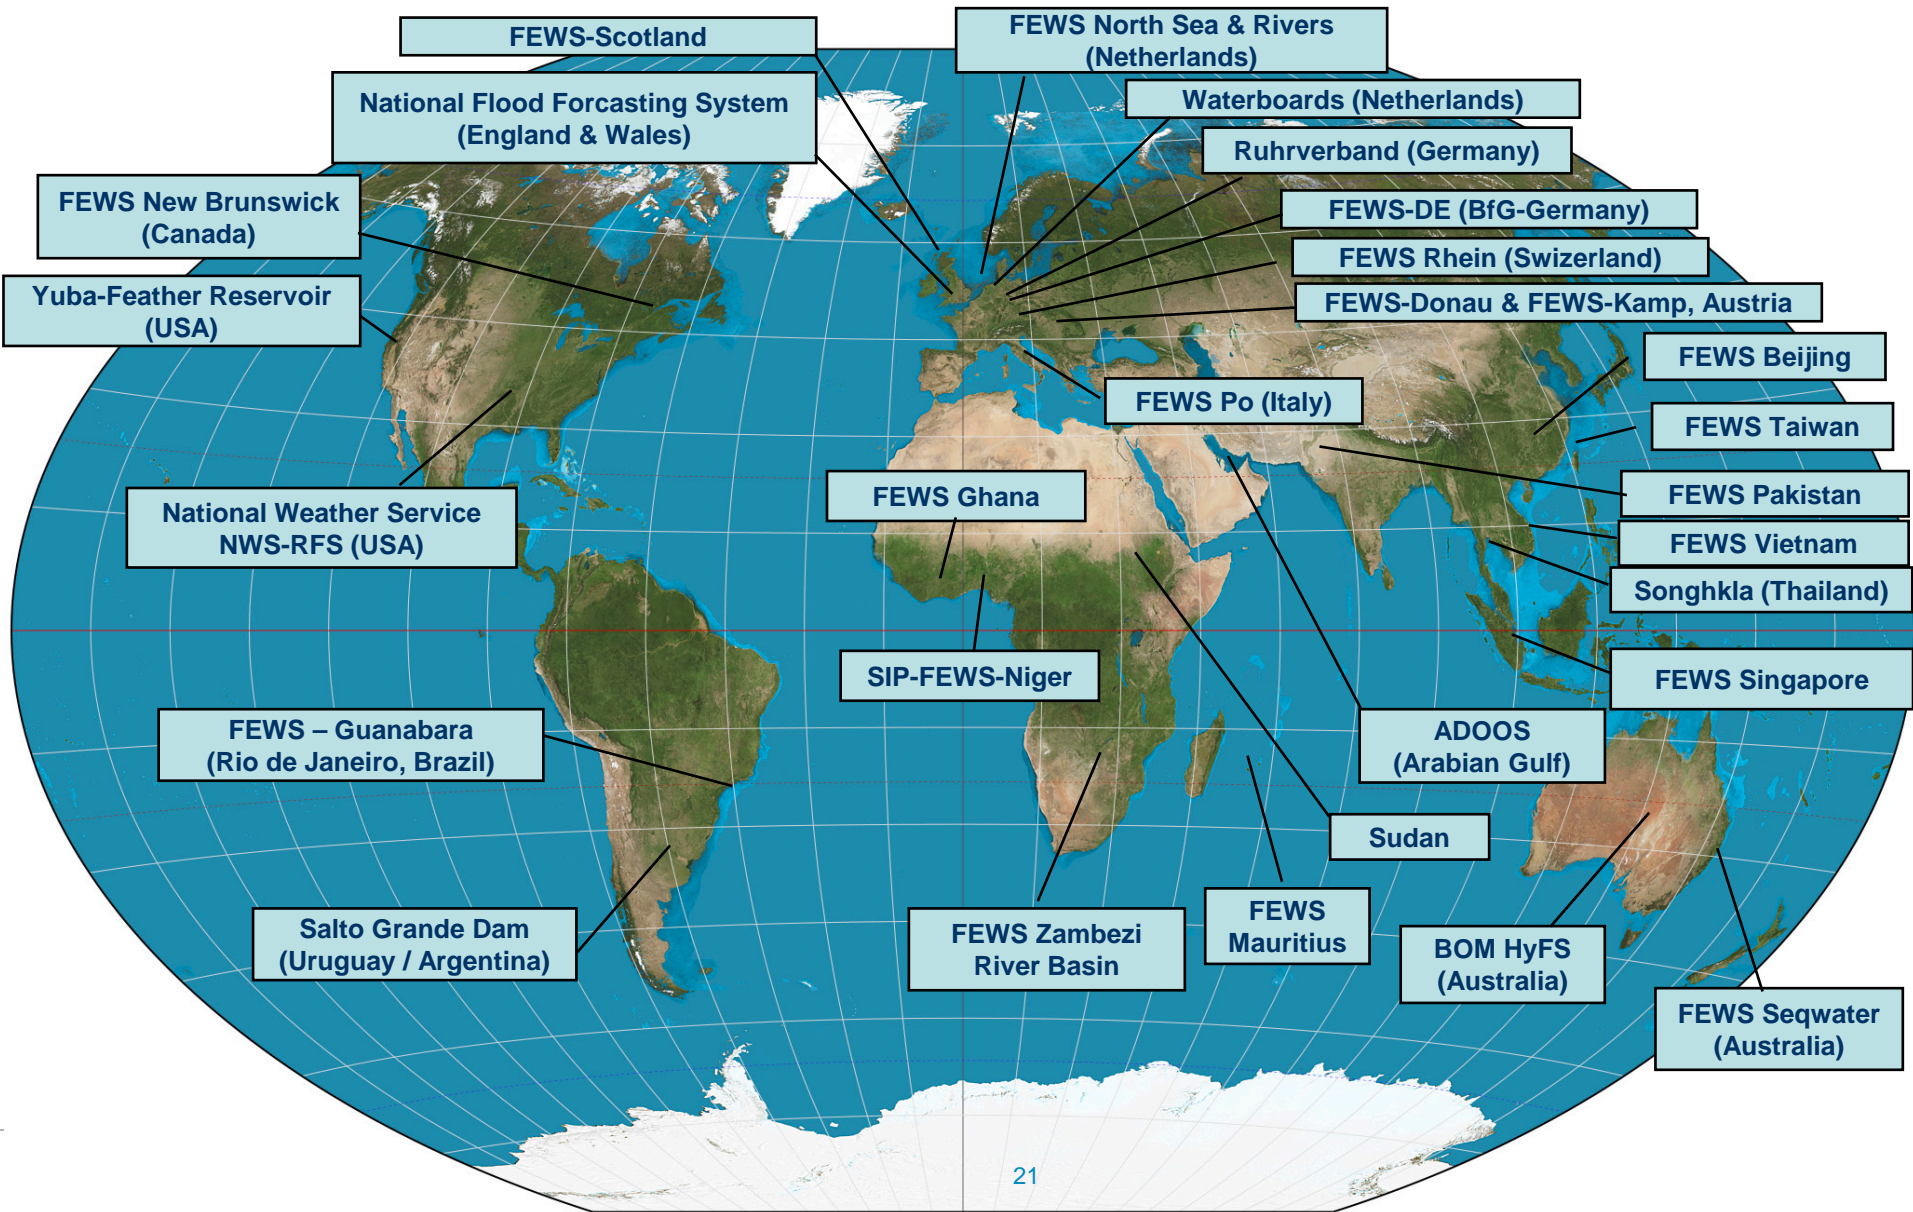 FEWS-Scotland
FEWS North Sea & Rivers
(Netherlands)
National Flood Forcasting System
(England & Wales)
Waterboards (Netherlands)
Ruhrverband (Germany)
FEWS New Brunswick
(Canada)
FEWS-DE (BfG-Germany)
FEWS Rhein (Swizerland)
Yuba-Feather Reservoir
(USA)
FEWS-Donau & FEWS-Kamp, Austria
FEWS Beijing
FEWS Po (Italy)
FEWS Taiwan
National Weather Service
NWS-RFS (USA)
FEWS Ghana
FEWS Pakistan
FEWS Vietnam
Songhkla (Thailand)
SIP-FEWS-Niger
FEWS Singapore
FEWS – Guanabara
(Rio de Janeiro, Brazil)
ADOOS
(Arabian Gulf)
Sudan
Salto Grande Dam
(Uruguay / Argentina)
FEWS Zambezi
River Basin
FEWS
Mauritius
BOM HyFS
(Australia)
FEWS Seqwater
(Australia)
21